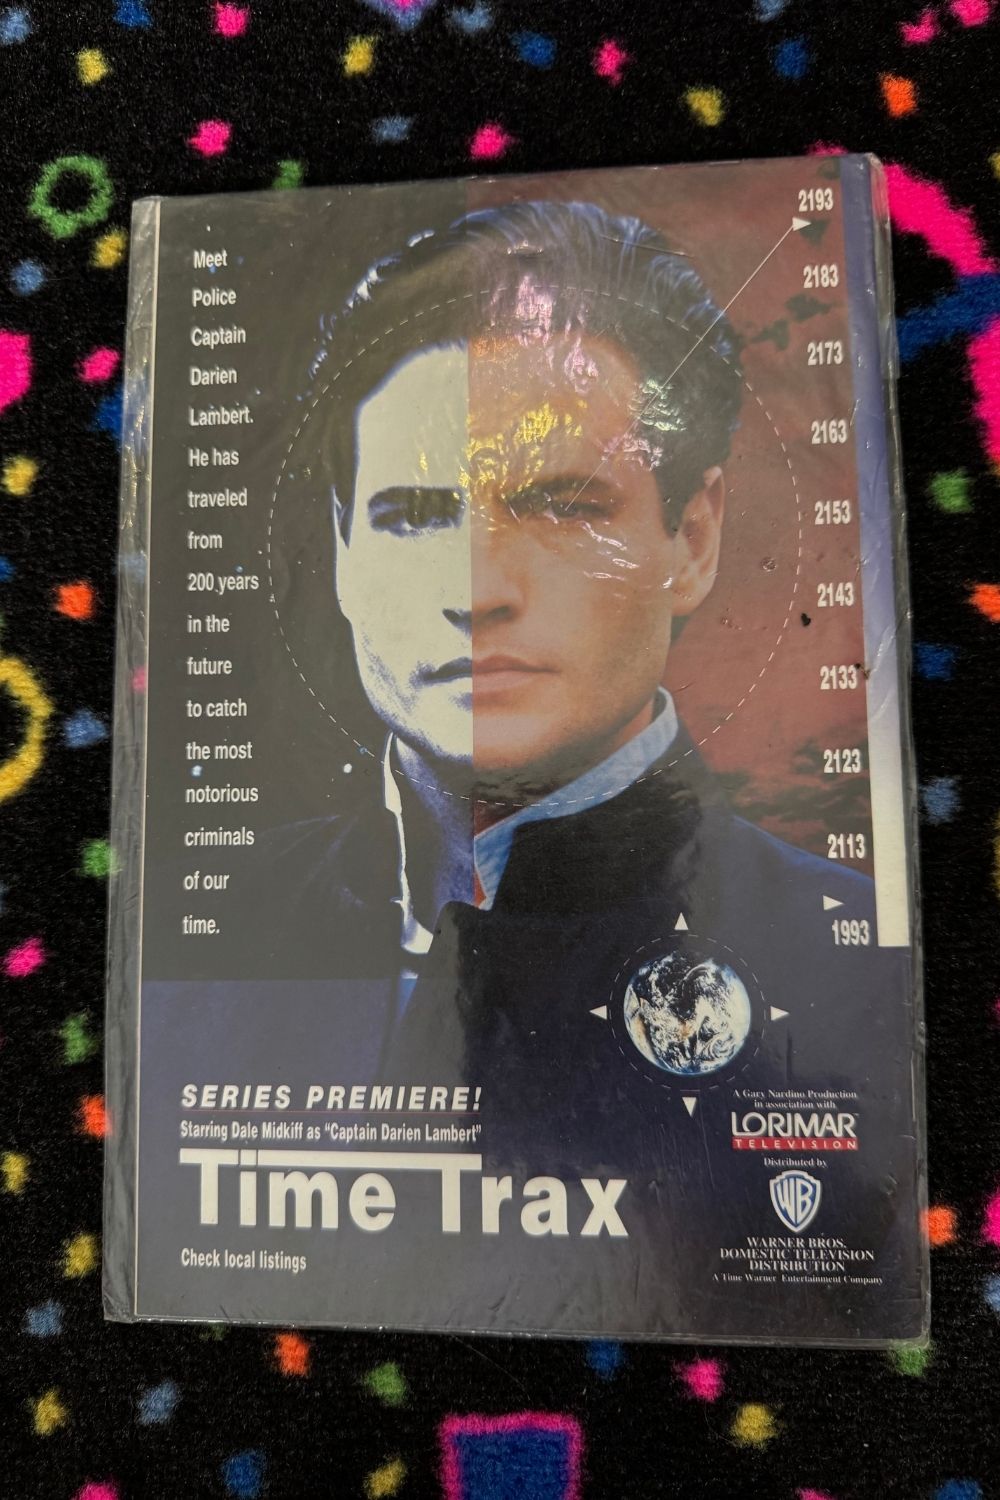 Meet
Police
Captain
Darien
Lambert.
He has
traveled
from
200 years
in the
future
to catch
the most
notorious
criminals
of our
time.
2193
2183
2173
2163
2153
2143
2133
2123
2113
1993
SERIES PREMIERE!
Starring Dale Midkiff as "Captain Darien Lambert"
Time Trax
Check local listings
A Gary Nardino Production
in association with
LORIMAR
TELEVISION
Distributed by
WB
WARNER BROS.
DOMESTIC TELEVISION
DISTRIBUTION
A Time Warner Entertainment Company